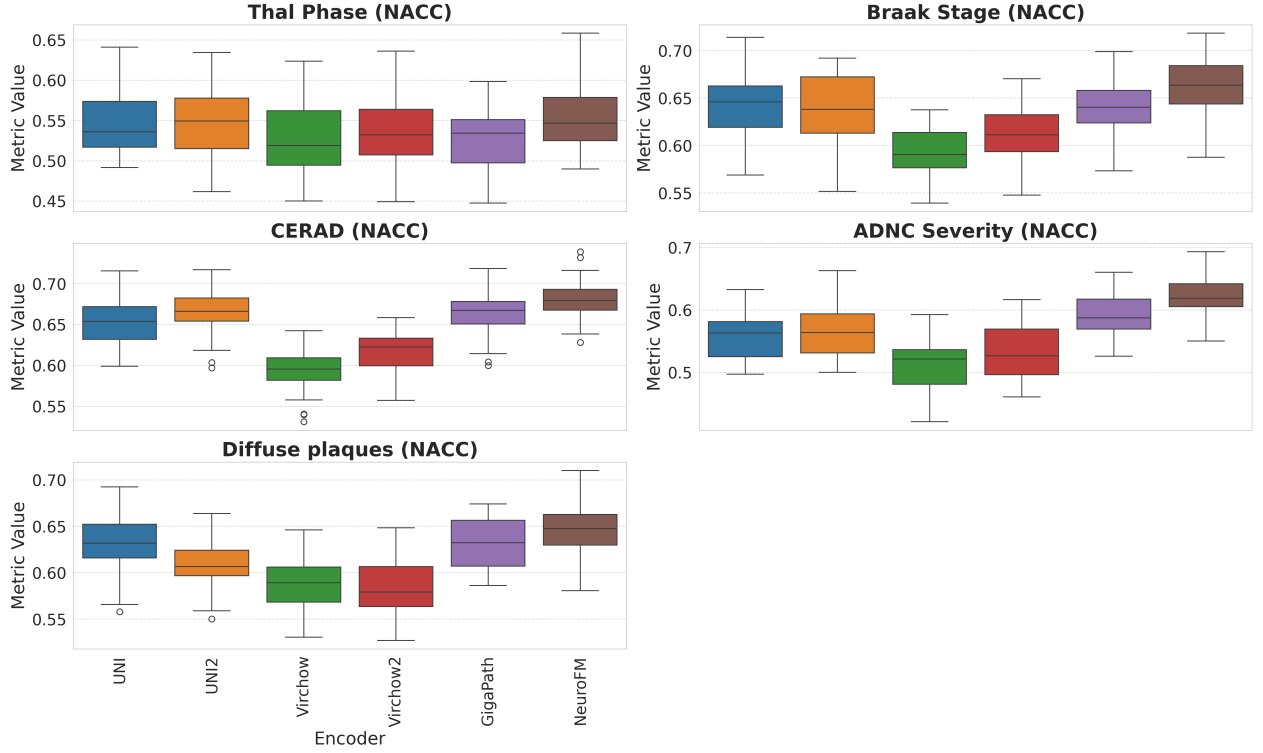 Thal Phase (NACC)
Metric Value
0.65
0.60
0.55
0.50
0.45
Braak Stage (NACC)
Metric Value
0.70
0.65
0.60
0.55
CERAD (NACC)
Metric Value
0.70
0.65
0.60
0.55
ADNC Severity (NACC)
Metric Value
0.7
0.6
0.5
Diffuse plaques (NACC)
Metric Value
0.70
0.65
0.60
0.55
UNI
UNI2
Virchow
Virchow2
GigaPath
NeuroFM
Encoder